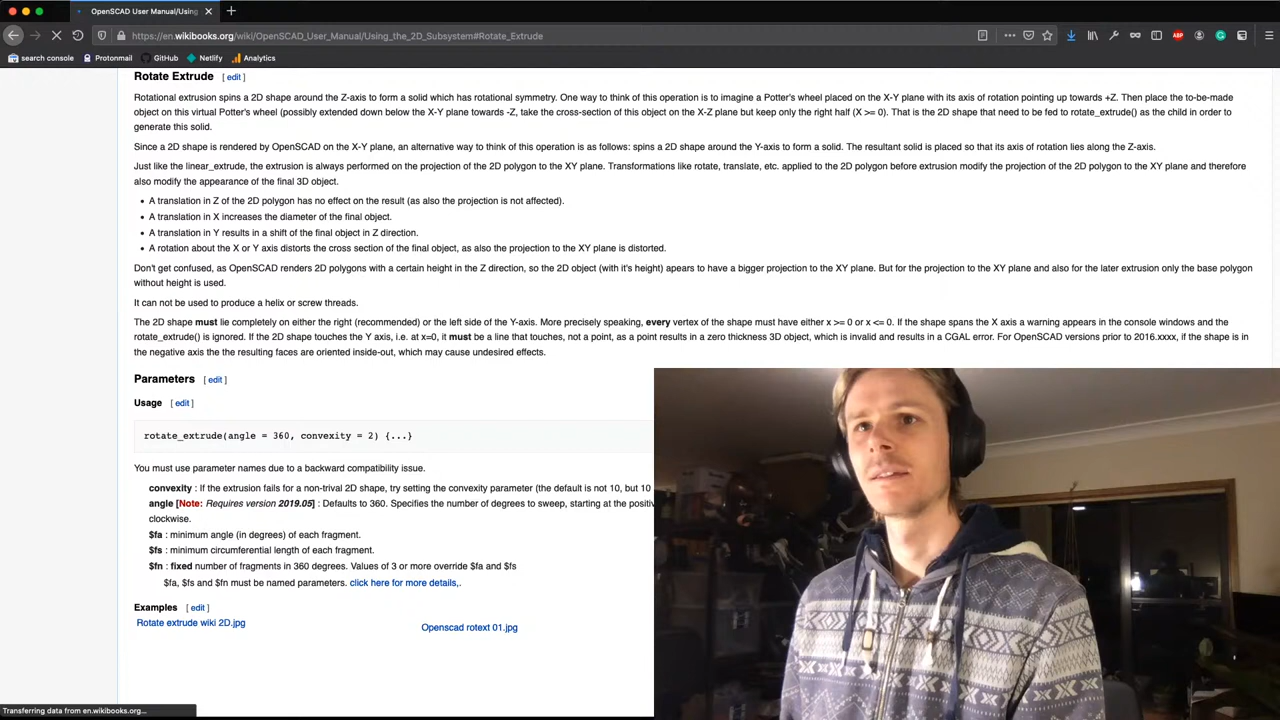 OpenSCAD User Manual/Using
en.wikibooks.org/wiki/OpenSCAD_User_Manual/Using_the_2D_Subsystem#Rotate_Extrude
https://en.wikibooks.org/wiki/OpenSCAD_User_Manual/Using_the_2D_Subsystem#Rotate_Extrude
search console Protonmail GitHub Netlify Analytics
Rotate Extrude [ edit ]
Rotational extrusion spins a 2D shape around the Z-axis to form a solid which has rotational symmetry. One way to think of this operation is to imagine a Potter's wheel placed on the X-Y plane with its axis of rotation pointing up towards +Z. Then place the to-be-made
object on this virtual Potter's wheel (possibly extended down below the X-Y plane towards -Z, take the cross-section of this object on the X-Z plane but keep only the right half (X >= 0). That is the 2D shape that need to be fed to rotate_extrude() as the child in order to
generate this solid.
Since a 2D shape is rendered by OpenSCAD on the X-Y plane, an alternative way to think of this operation is as follows: spins a 2D shape around the Y-axis to form a solid. The resultant solid is placed so that its axis of rotation lies along the Z-axis.
Just like the linear_extrude, the extrusion is always performed on the projection of the 2D polygon to the XY plane. Transformations like rotate, translate, etc. applied to the 2D polygon before extrusion modify the projection of the 2D polygon to the XY plane and therefore
also modify the appearance of the final 3D object.
• A translation in Z of the 2D polygon has no effect on the result (as also the projection is not affected).
• A translation in X increases the diameter of the final object.
• A translation in Y results in a shift of the final object in Z direction.
• A rotation about the X or Y axis distorts the cross section of the final object, as also the projection to the XY plane is distorted.
Don't get confused, as OpenSCAD renders 2D polygons with a certain height in the Z direction, so the 2D object (with it's height) apears to have a bigger projection to the XY plane. But for the projection to the XY plane and also for the later extrusion only the base polygon
without height is used.
It can not be used to produce a helix or screw threads.
The 2D shape must lie completely on either the right (recommended) or the left side of the Y-axis. More precisely speaking, every vertex of the shape must have either x >= 0 or x <= 0. If the shape spans the X axis a warning appears in the console windows and the
rotate_extrude() is ignored. If the 2D shape touches the Y axis, i.e. at x=0, it must be a line that touches, not a point, as a point results in a zero thickness 3D object, which is invalid and results in a CGAL error. For OpenSCAD versions prior to 2016.xxxx, if the shape is in
the negative axis the the resulting faces are oriented inside-out, which may cause undesired effects.
Parameters [ edit ]
Usage [ edit ]
rotate_extrude(angle = 360, convexity = 2) {...}
You must use parameter names due to a backward compatibility issue.
convexity : If the extrusion fails for a non-trival 2D shape, try setting the convexity parameter (the default is not 10, but 10
angle [Note: Requires version 2019.05] : Defaults to 360. Specifies the number of degrees to sweep, starting at the positiv
clockwise.
$fa : minimum angle (in degrees) of each fragment.
$fs : minimum circumferential length of each fragment.
$fn : fixed number of fragments in 360 degrees. Values of 3 or more override $fa and $fs
$fa, $fs and $fn must be named parameters. click here for more details,.
Examples [ edit ]
Rotate extrude wiki 2D.jpg
Openscad rotext 01.jpg
Transferring data from en.wikibooks.org...